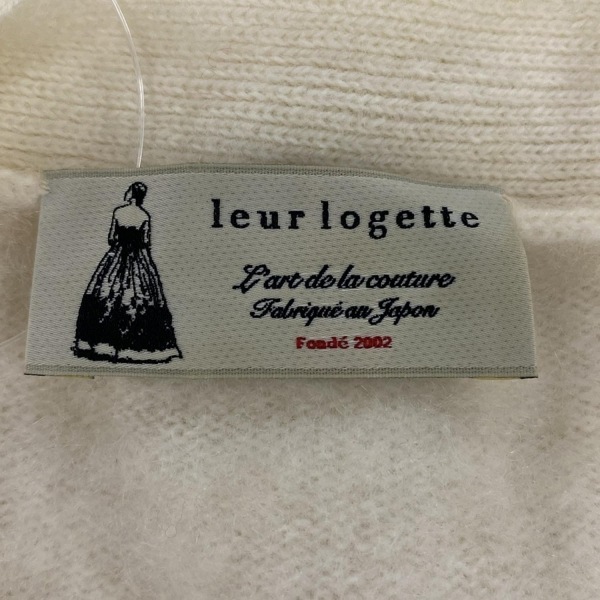 leur logette
L'art de la couture
Fabriqué au Japon
Fondé 2002